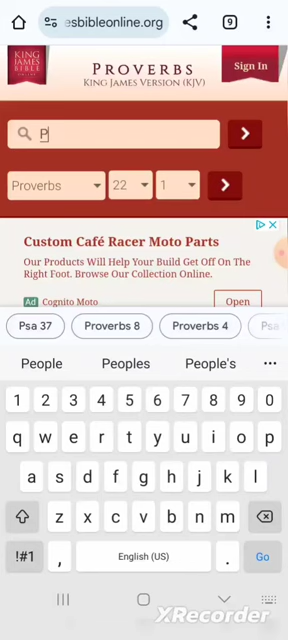 esbibleonline.org
9
KING
JAMES
BIBLE
ONLINE
PROVERBS
KING JAMES VERSION (KJV)
Sign In
P
Proverbs 22 1
Custom Café Racer Moto Parts
Our Products Will Help Your Build Get Off On The
Right Foot. Browse Our Collection Online.
Ad Cognito Moto
Open
Psa 37 Proverbs 8 Proverbs 4 Psa
People Peoples People's ...
1 2 3 4 5 6 7 8 9 0
q w e r t y u i o p
a s d f g h j k l
z x c v b n m
!#1 , English (US) . Go
XRecorder